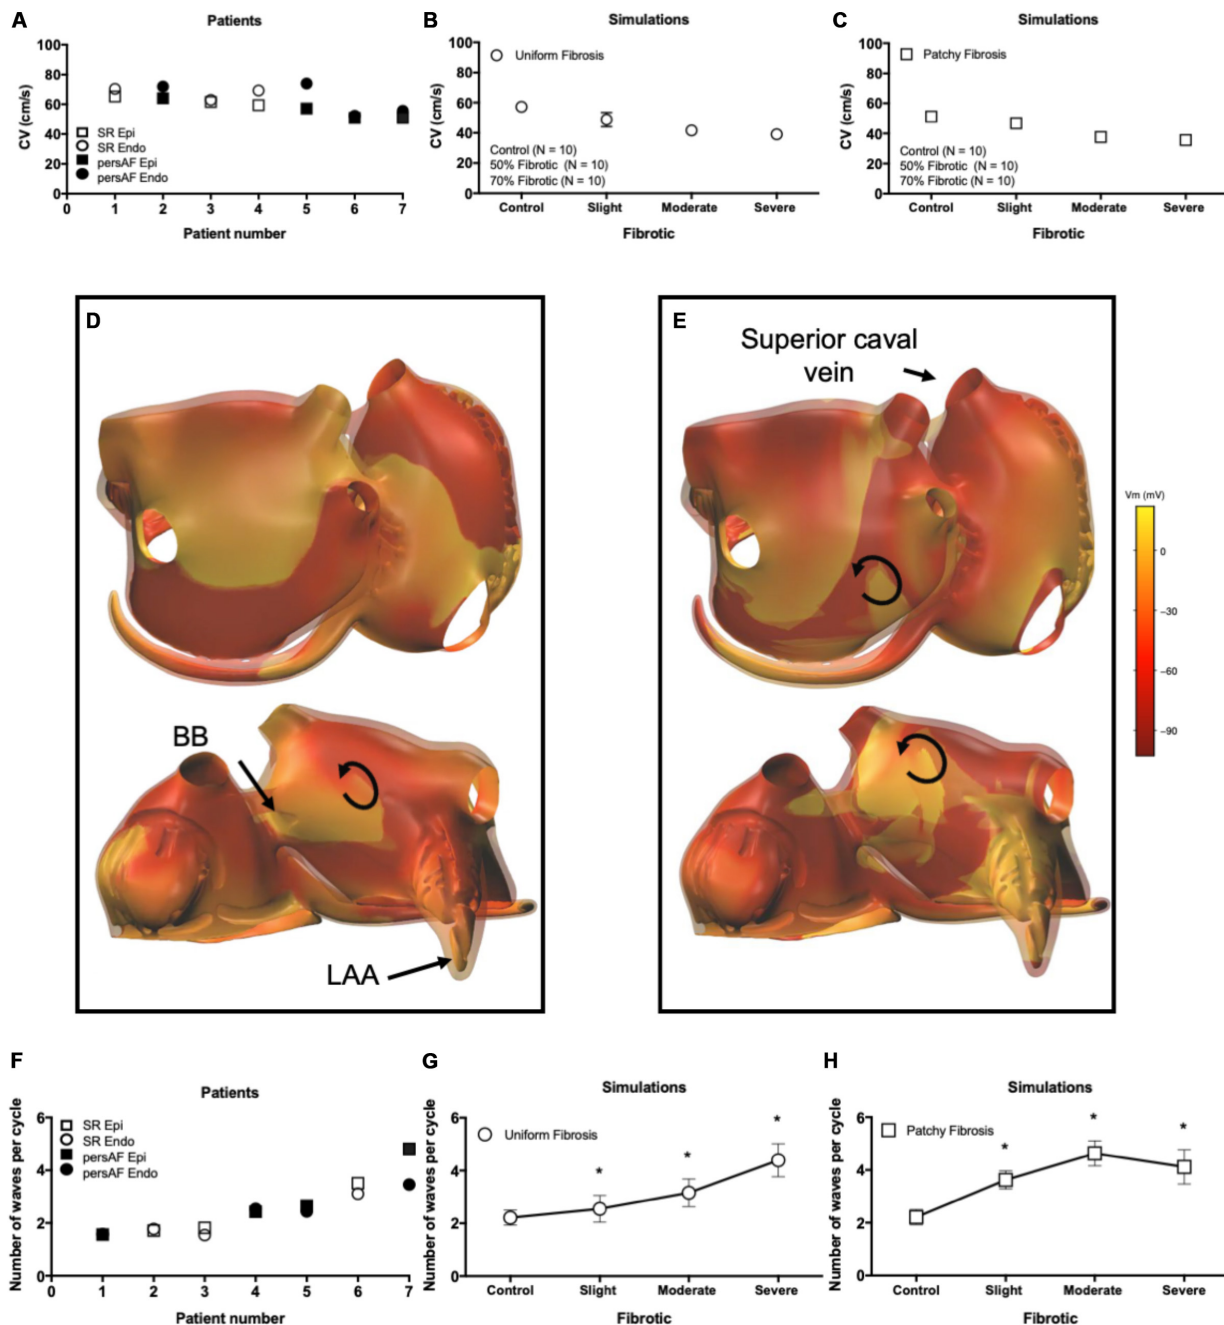 A
Patients
CV (cm/s)
100
80
60
40
20
0
SR Epi
SR Endo
persAF Epi
persAF Endo
0 1 2 3 4 5 6 7
Patient number
B
Simulations
CV (cm/s)
100
80
60
40
20
0
Uniform Fibrosis
Control (N = 10)
50% Fibrotic (N = 10)
70% Fibrotic (N = 10)
Control Slight Moderate Severe
Fibrotic
C
Simulations
CV (cm/s)
100
80
60
40
20
0
Patchy Fibrosis
Control (N = 10)
50% Fibrotic (N = 10)
70% Fibrotic (N = 10)
Control Slight Moderate Severe
Fibrotic
D
BB
LAA
E
Superior caval
vein
Vm (mV)
0
−30
−60
−90
F
Patients
Number of waves per cycle
6
4
2
0
SR Epi
SR Endo
persAF Epi
persAF Endo
0 1 2 3 4 5 6 7
Patient number
G
Simulations
Number of waves per cycle
6
4
2
0
Uniform Fibrosis
* * *
Control Slight Moderate Severe
Fibrotic
H
Simulations
Number of waves per cycle
6
4
2
0
Patchy Fibrosis
* * *
Control Slight Moderate Severe
Fibrotic